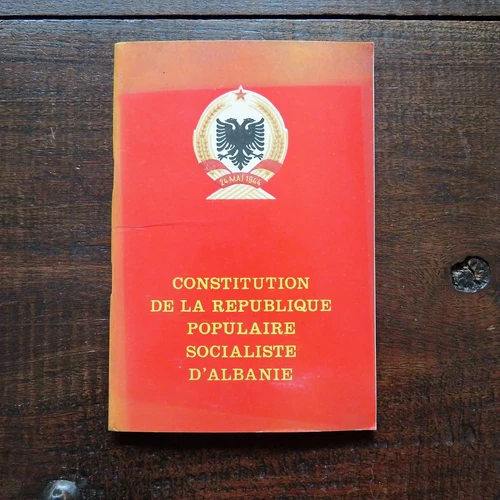 24 MAJ 1944
CONSTITUTION
DE LA REPUBLIQUE
POPULAIRE
SOCIALISTE
D'ALBANIE